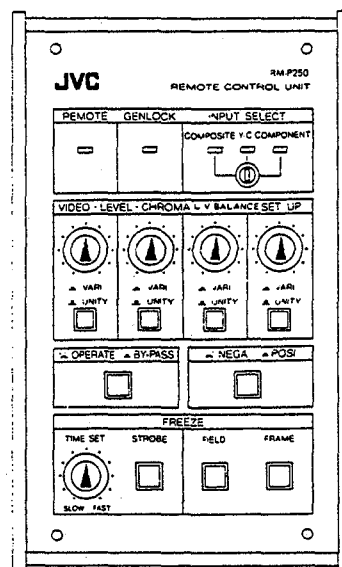 JVC
RM-P250
REMOTE CONTROL UNIT
REMOTE GENLOCK INPUT SELECT
COMPOSITE Y·C COMPONENT
VIDEO - LEVEL - CHROMA U.V BALANCE SET UP
VARI VARI VARI VARI
UNITY UNITY UNITY UNITY
OPERATE BY-PASS NEGA POSI
FREEZE
TIME SET STROBE FIELD FRAME
SLOW FAST